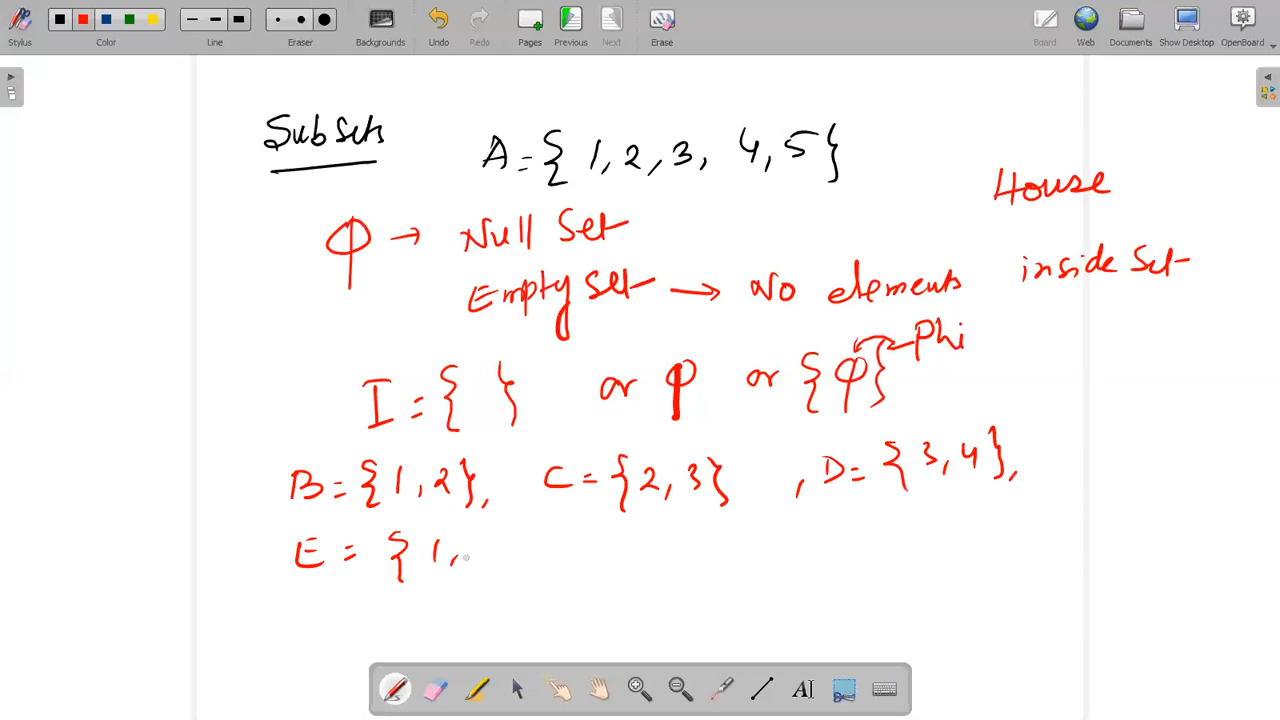 Stylus Color Line Eraser Backgrounds Undo Redo Pages Previous Next Erase Board Web Documents Show Desktop OpenBoard
Subsets A={ 1, 2, 3, 4, 5}
House
φ → Null Set
Empty Set → No elements inside Set
Phi
I = { } or φ or {φ}
B = {1, 2}, C = {2, 3} , D = {3, 4},
E = { 1,